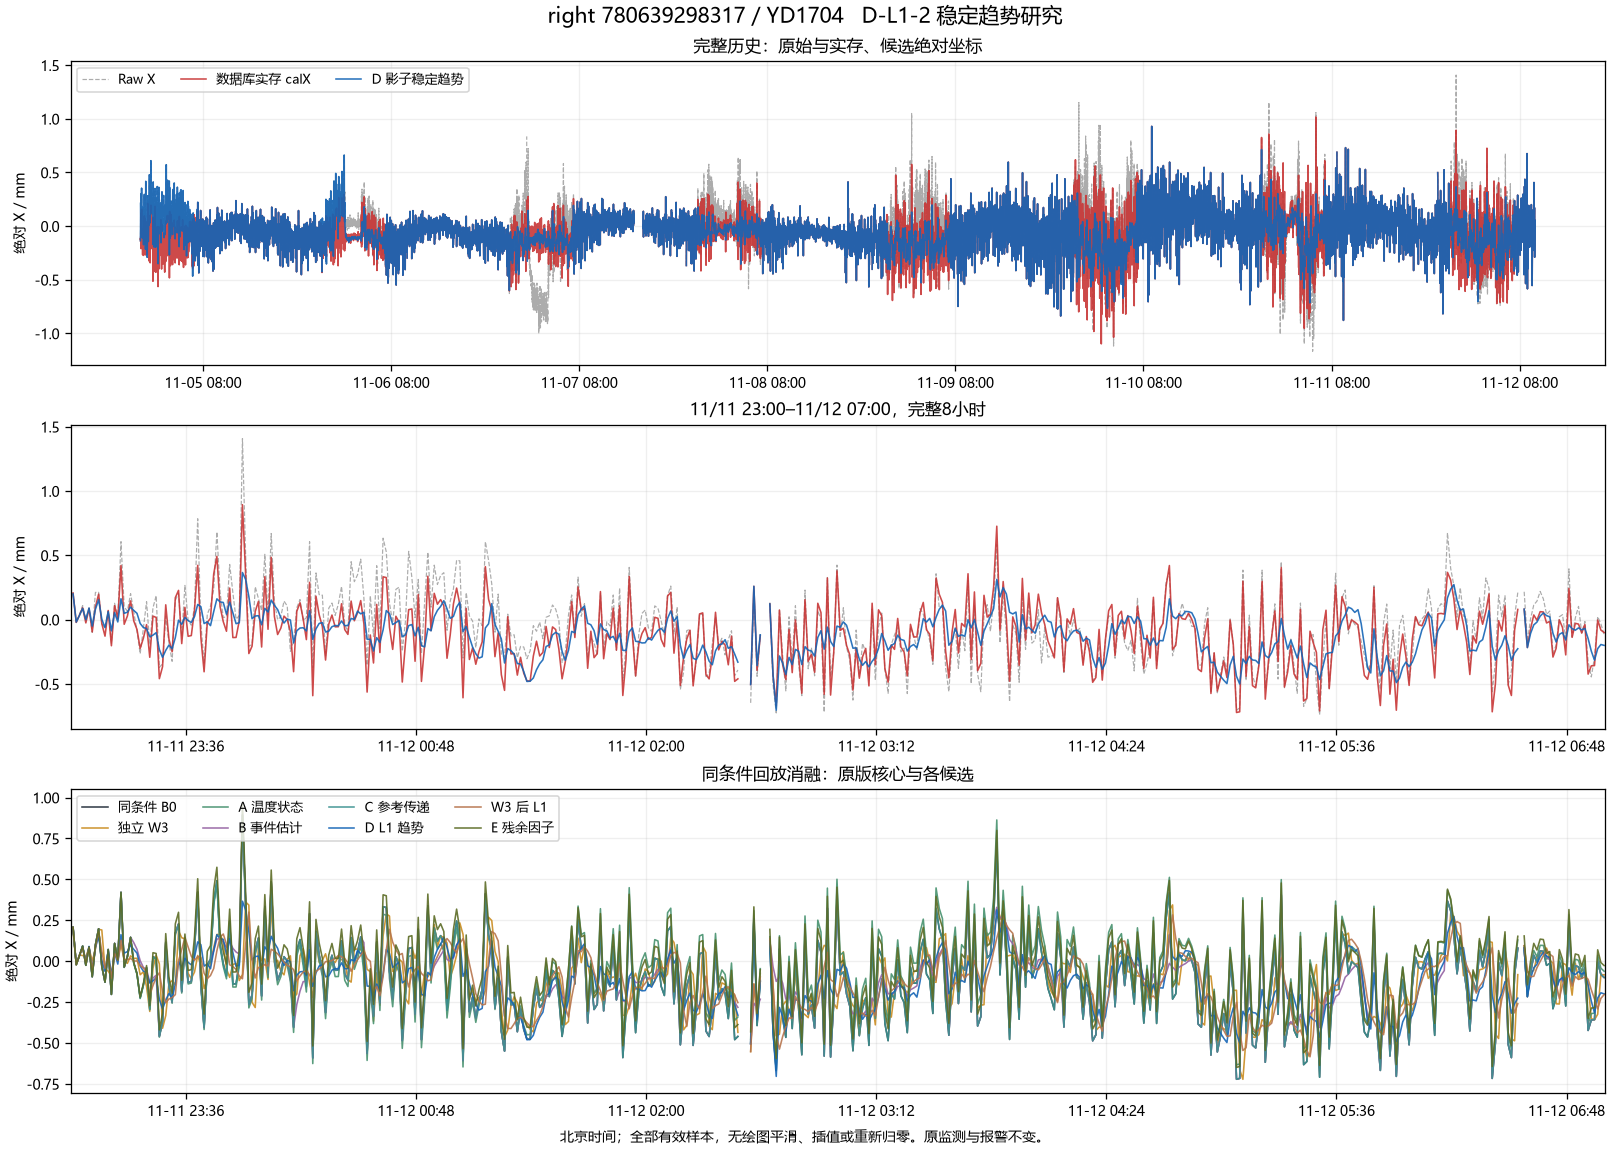 right 780639298317 / YD1704   D-L1-2 稳定趋势研究
完整历史：原始与实存、候选绝对坐标
Raw X
数据库实存 calX
D 影子稳定趋势
绝对 X / mm
1.5
1.0
0.5
0.0
-0.5
-1.0
11-05 08:00
11-06 08:00
11-07 08:00
11-08 08:00
11-09 08:00
11-10 08:00
11-11 08:00
11-12 08:00
11/11 23:00–11/12 07:00，完整8小时
绝对 X / mm
1.5
1.0
0.5
0.0
-0.5
11-11 23:36
11-12 00:48
11-12 02:00
11-12 03:12
11-12 04:24
11-12 05:36
11-12 06:48
同条件回放消融：原版核心与各候选
同条件 B0
独立 W3
A 温度状态
B 事件估计
C 参考传递
D L1 趋势
W3 后 L1
E 残余因子
绝对 X / mm
1.00
0.75
0.50
0.25
0.00
-0.25
-0.50
-0.75
11-11 23:36
11-12 00:48
11-12 02:00
11-12 03:12
11-12 04:24
11-12 05:36
11-12 06:48
北京时间；全部有效样本，无绘图平滑、插值或重新归零。原监测与报警不变。